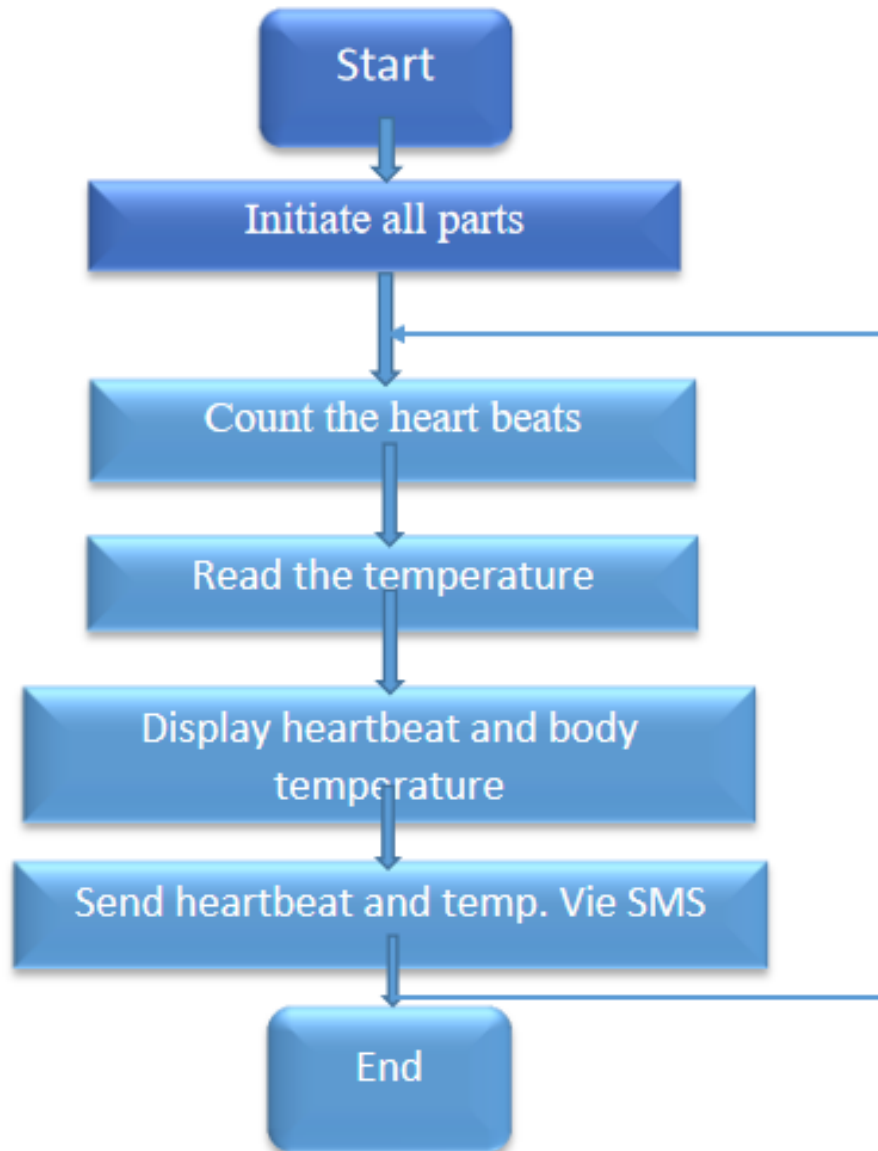 Start
Initiate all parts
Count the heart beats
Read the temperature
Display heartbeat and body
temperature
Send heartbeat and temp. Vie SMS
End